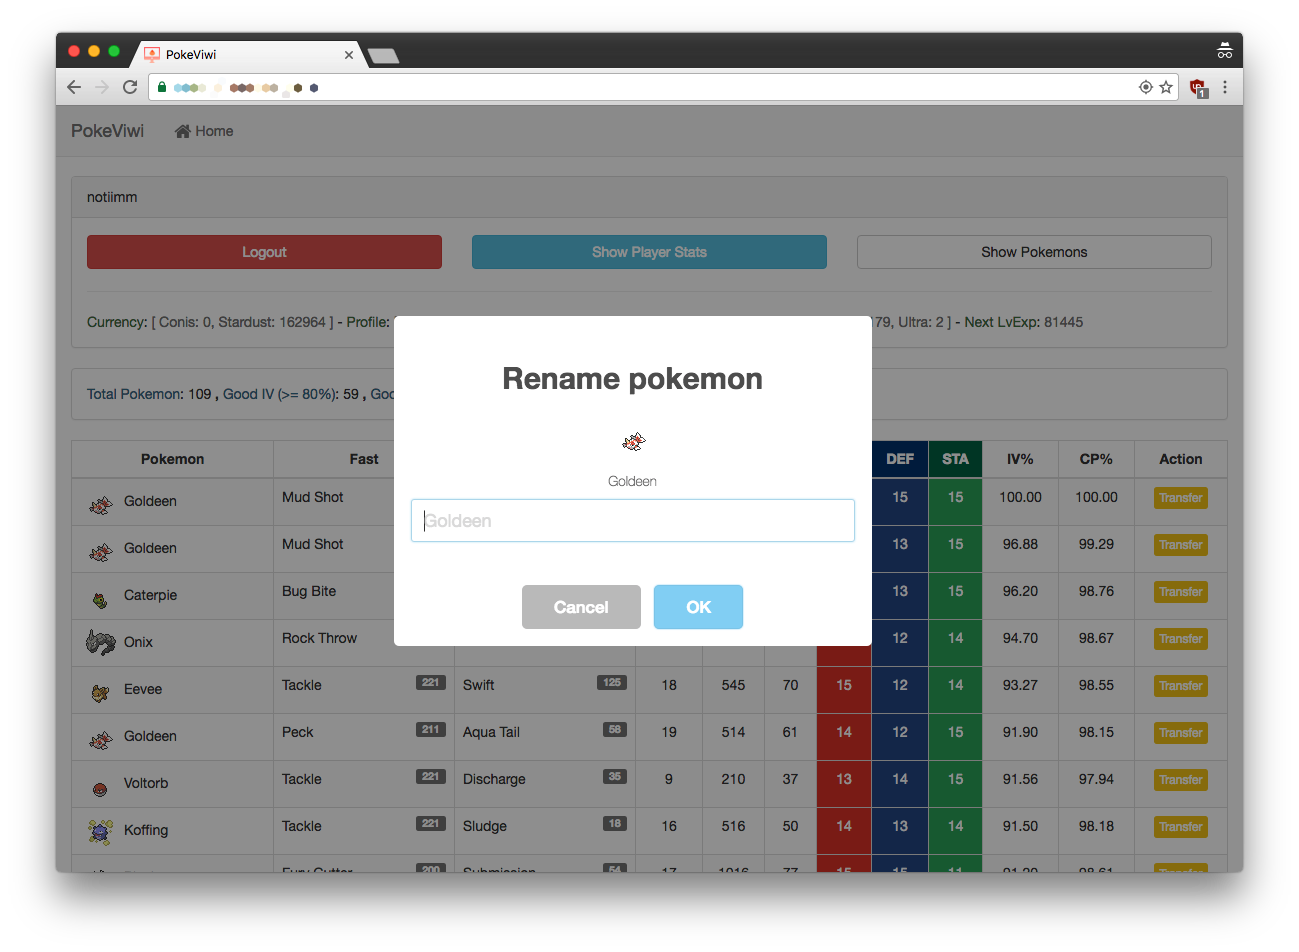 PokeViwi
1
PokeViwi Home
notiimm
Logout Show Player Stats Show Pokemons
Currency: [ Conis: 0, Stardust: 162964 ] - Profile: 79, Ultra: 2 ] - Next LvExp: 81445
Rename pokemon
Total Pokemon: 109 , Good IV (>= 80%): 59 ,
Goldeen
Goldeen
Cancel OK
Pokemon Fast DEF STA IV% CP% Action
Goldeen Mud Shot 15 15 100.00 100.00 Transfer
Goldeen Mud Shot 13 15 96.88 99.29 Transfer
Caterpie Bug Bite 13 15 96.20 98.76 Transfer
Onix Rock Throw 12 14 94.70 98.67 Transfer
Eevee Tackle 221 Swift 125 18 545 70 15 12 14 93.27 98.55 Transfer
Goldeen Peck 211 Aqua Tail 58 19 514 61 14 12 15 91.90 98.15 Transfer
Voltorb Tackle 221 Discharge 35 9 210 37 13 14 15 91.56 97.94 Transfer
Koffing Tackle 221 Sludge 18 16 516 50 14 13 14 91.50 98.18 Transfer
Fury Cutter 200 Submission 54 17 1016 77 15 15 11 91.20 98.61 Transfer